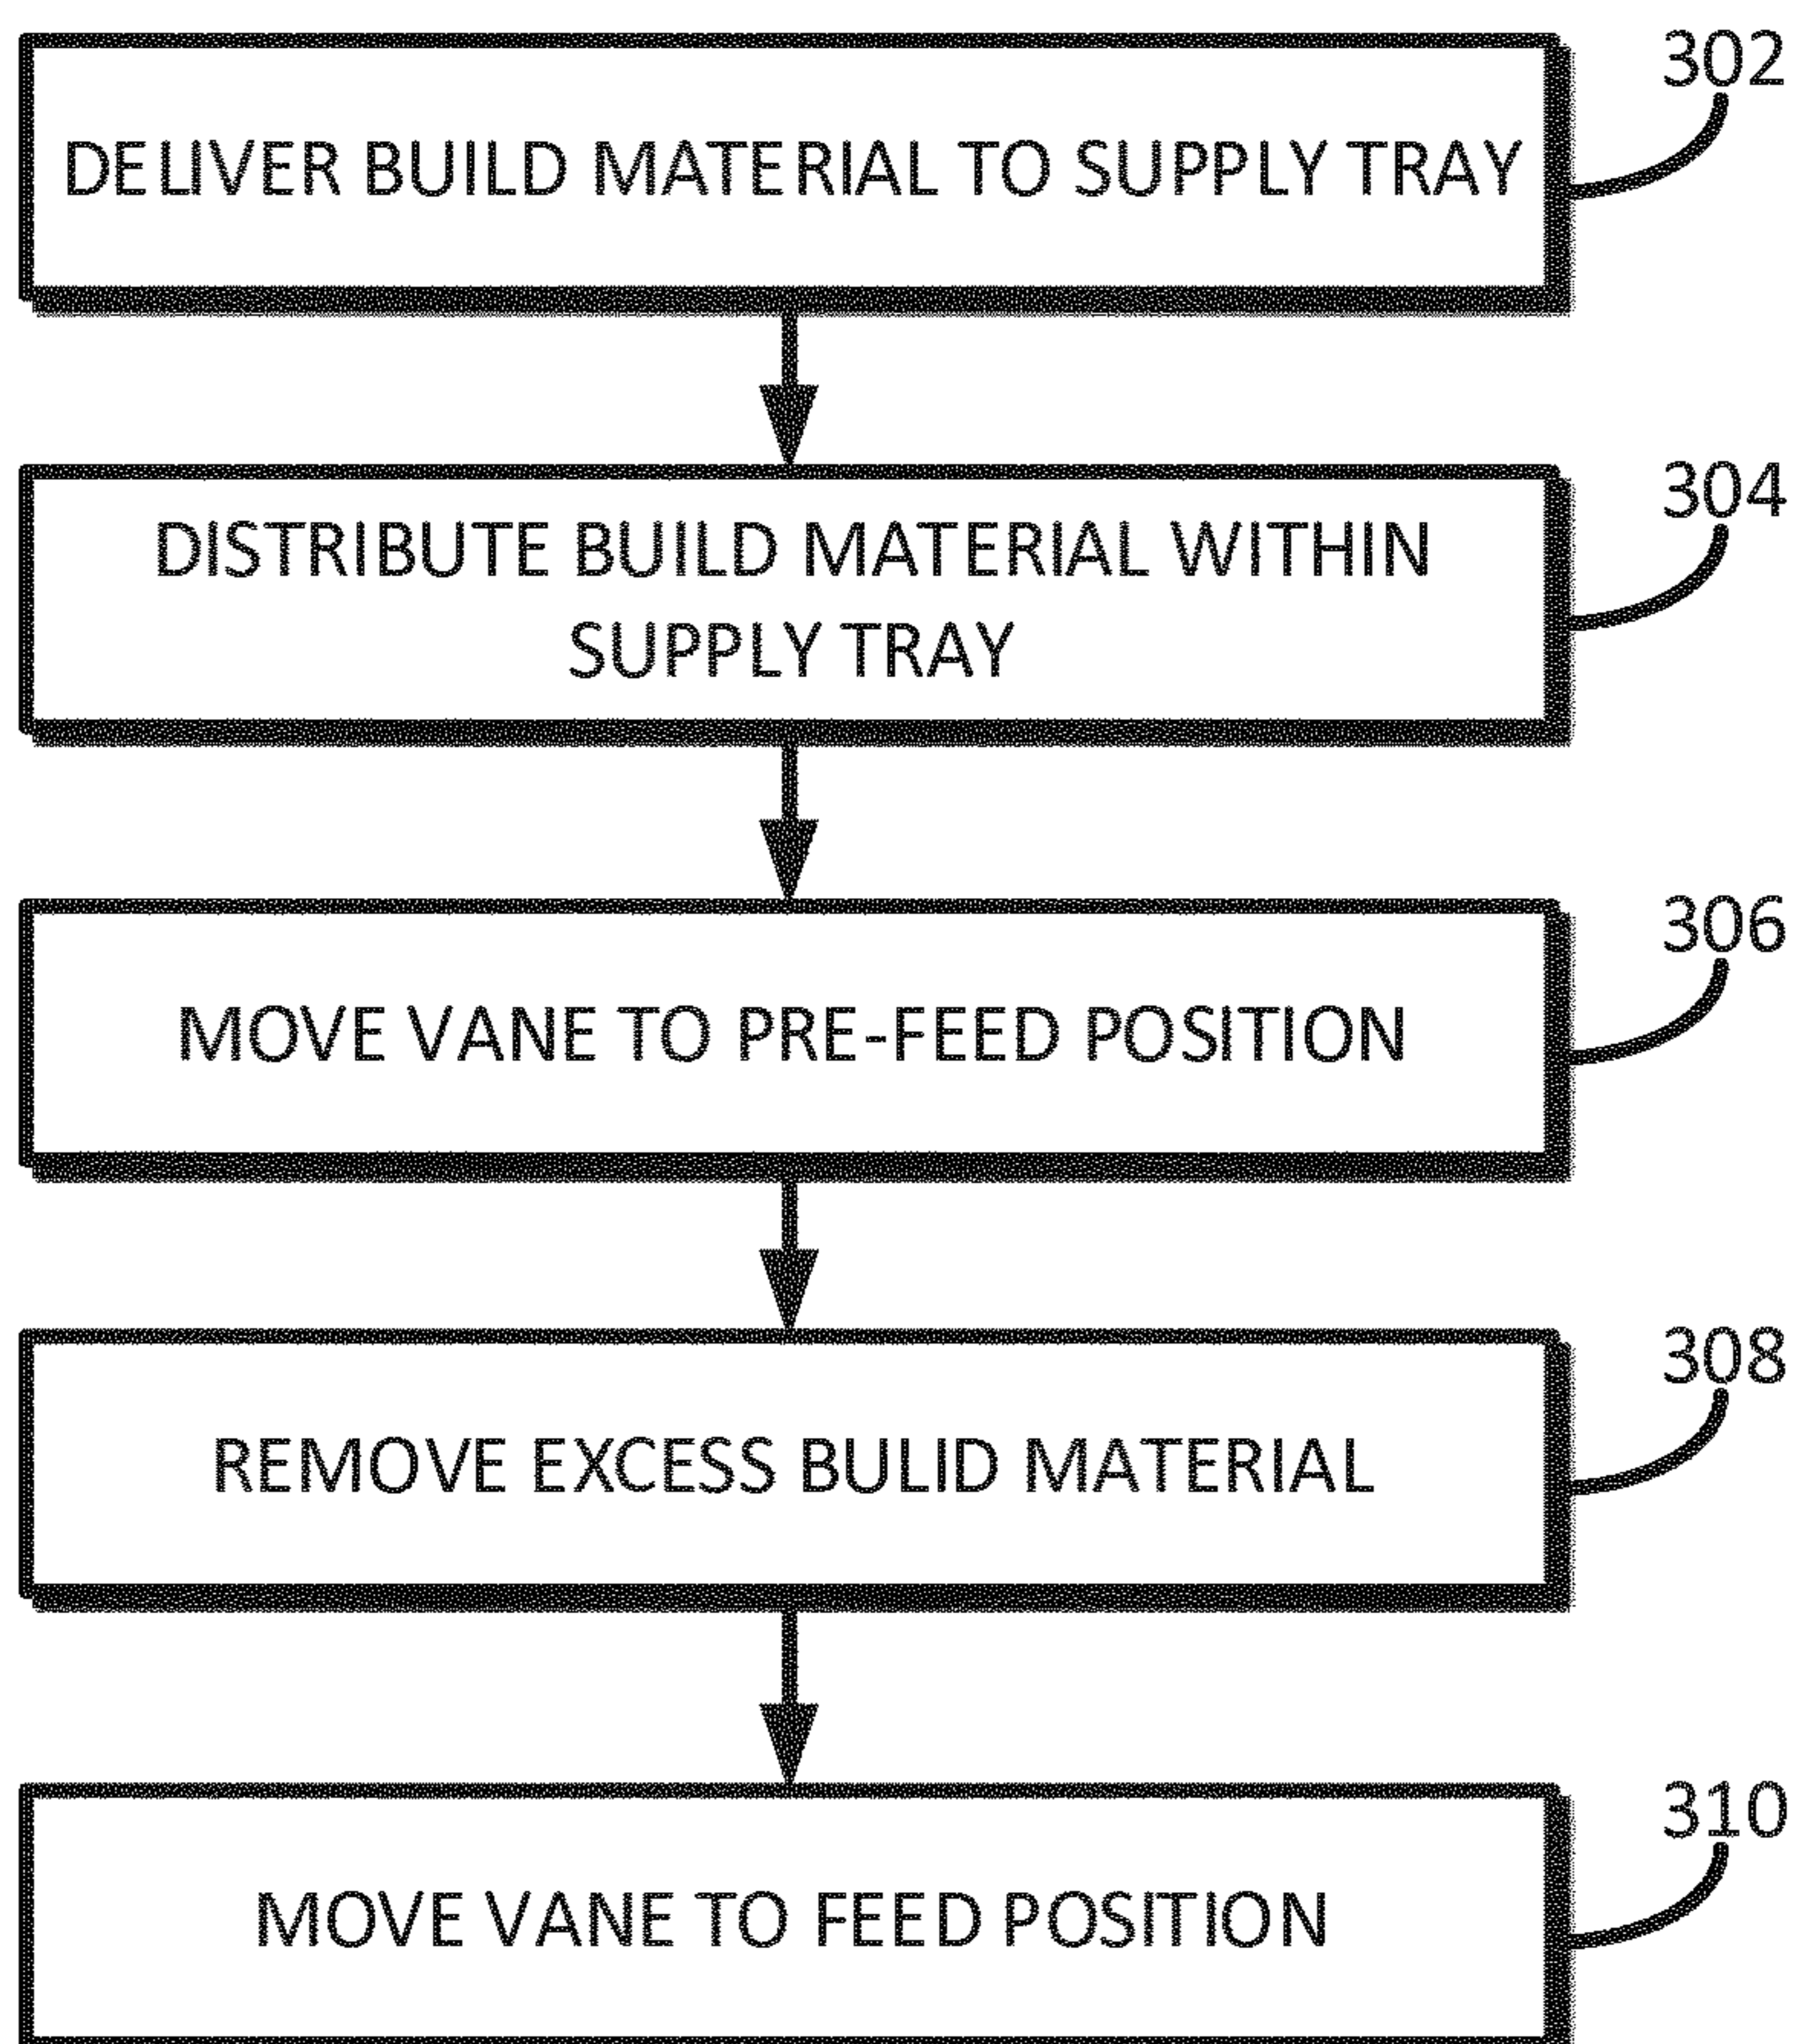 302
DELIVER BUILD MATERIAL TO SUPPLY TRAY
304
DISTRIBUTE BUILD MATERIAL WITHIN
SUPPLY TRAY
306
MOVE VANE TO PRE-FEED POSITION
308
REMOVE EXCESS BULID MATERIAL
310
MOVE VANE TO FEED POSITION